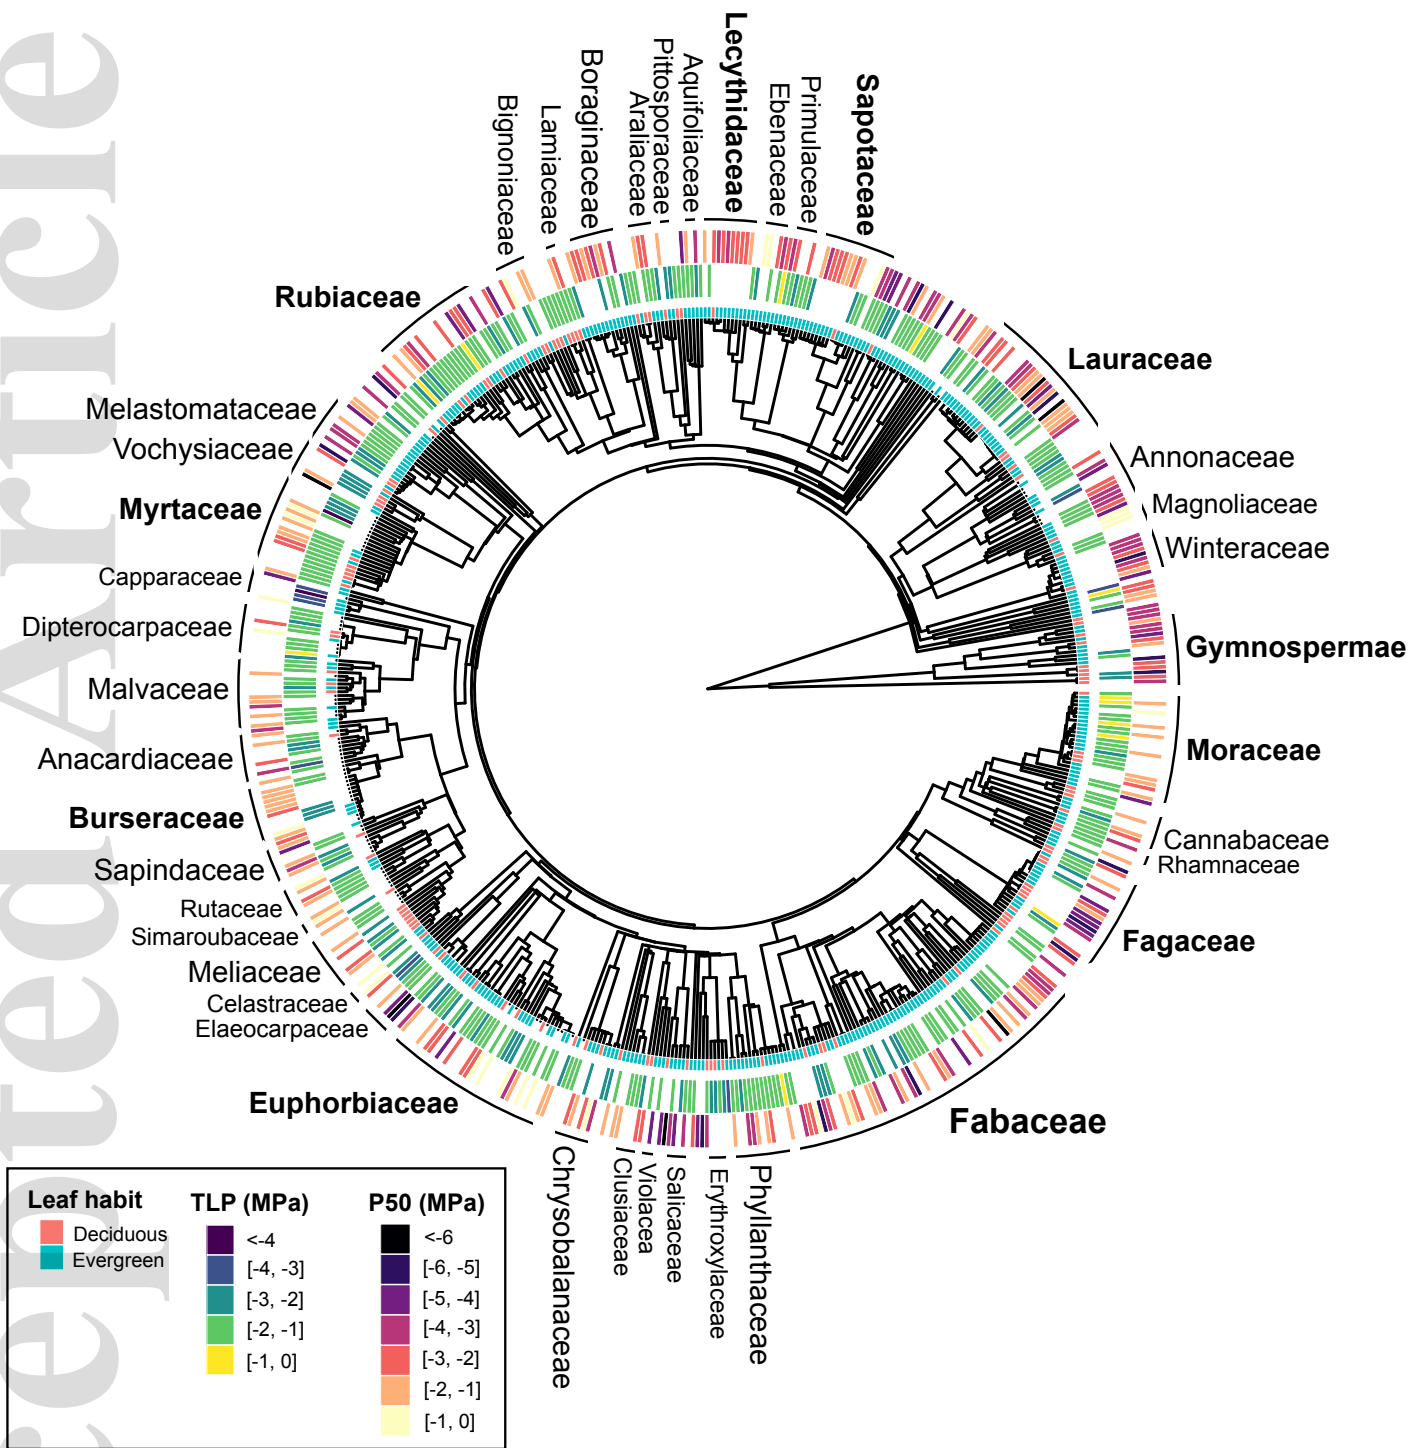 Accepted Article
Lecythidaceae
Sapotaceae
Primulaceae
Ebenaceae
Aquifoliaceae
Pittosporaceae
Araliaceae
Boraginaceae
Lamiaceae
Bignoniaceae
Rubiaceae
Melastomataceae
Vochysiaceae
Myrtaceae
Capparaceae
Dipterocarpaceae
Malvaceae
Anacardiaceae
Burseraceae
Sapindaceae
Rutaceae
Simaroubaceae
Meliaceae
Celastraceae
Elaeocarpaceae
Euphorbiaceae
Chrysobalanaceae
Clusiaceae
Violacea
Salicaceae
Erythroxylaceae
Phyllanthaceae
Fabaceae
Fagaceae
Rhamnaceae
Cannabaceae
Moraceae
Gymnospermae
Winteraceae
Magnoliaceae
Annonaceae
Lauraceae
Leaf habit
Deciduous
Evergreen
TLP (MPa)
<-4
[-4, -3]
[-3, -2]
[-2, -1]
[-1, 0]
P50 (MPa)
<-6
[-6, -5]
[-5, -4]
[-4, -3]
[-3, -2]
[-2, -1]
[-1, 0]